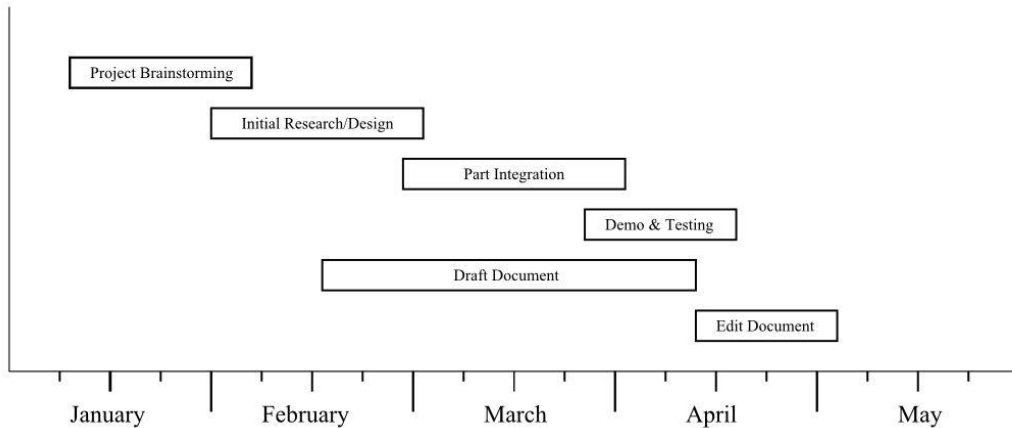 Project Brainstorming
Initial Research/Design
Part Integration
Demo & Testing
Draft Document
Edit Document
January February March April May